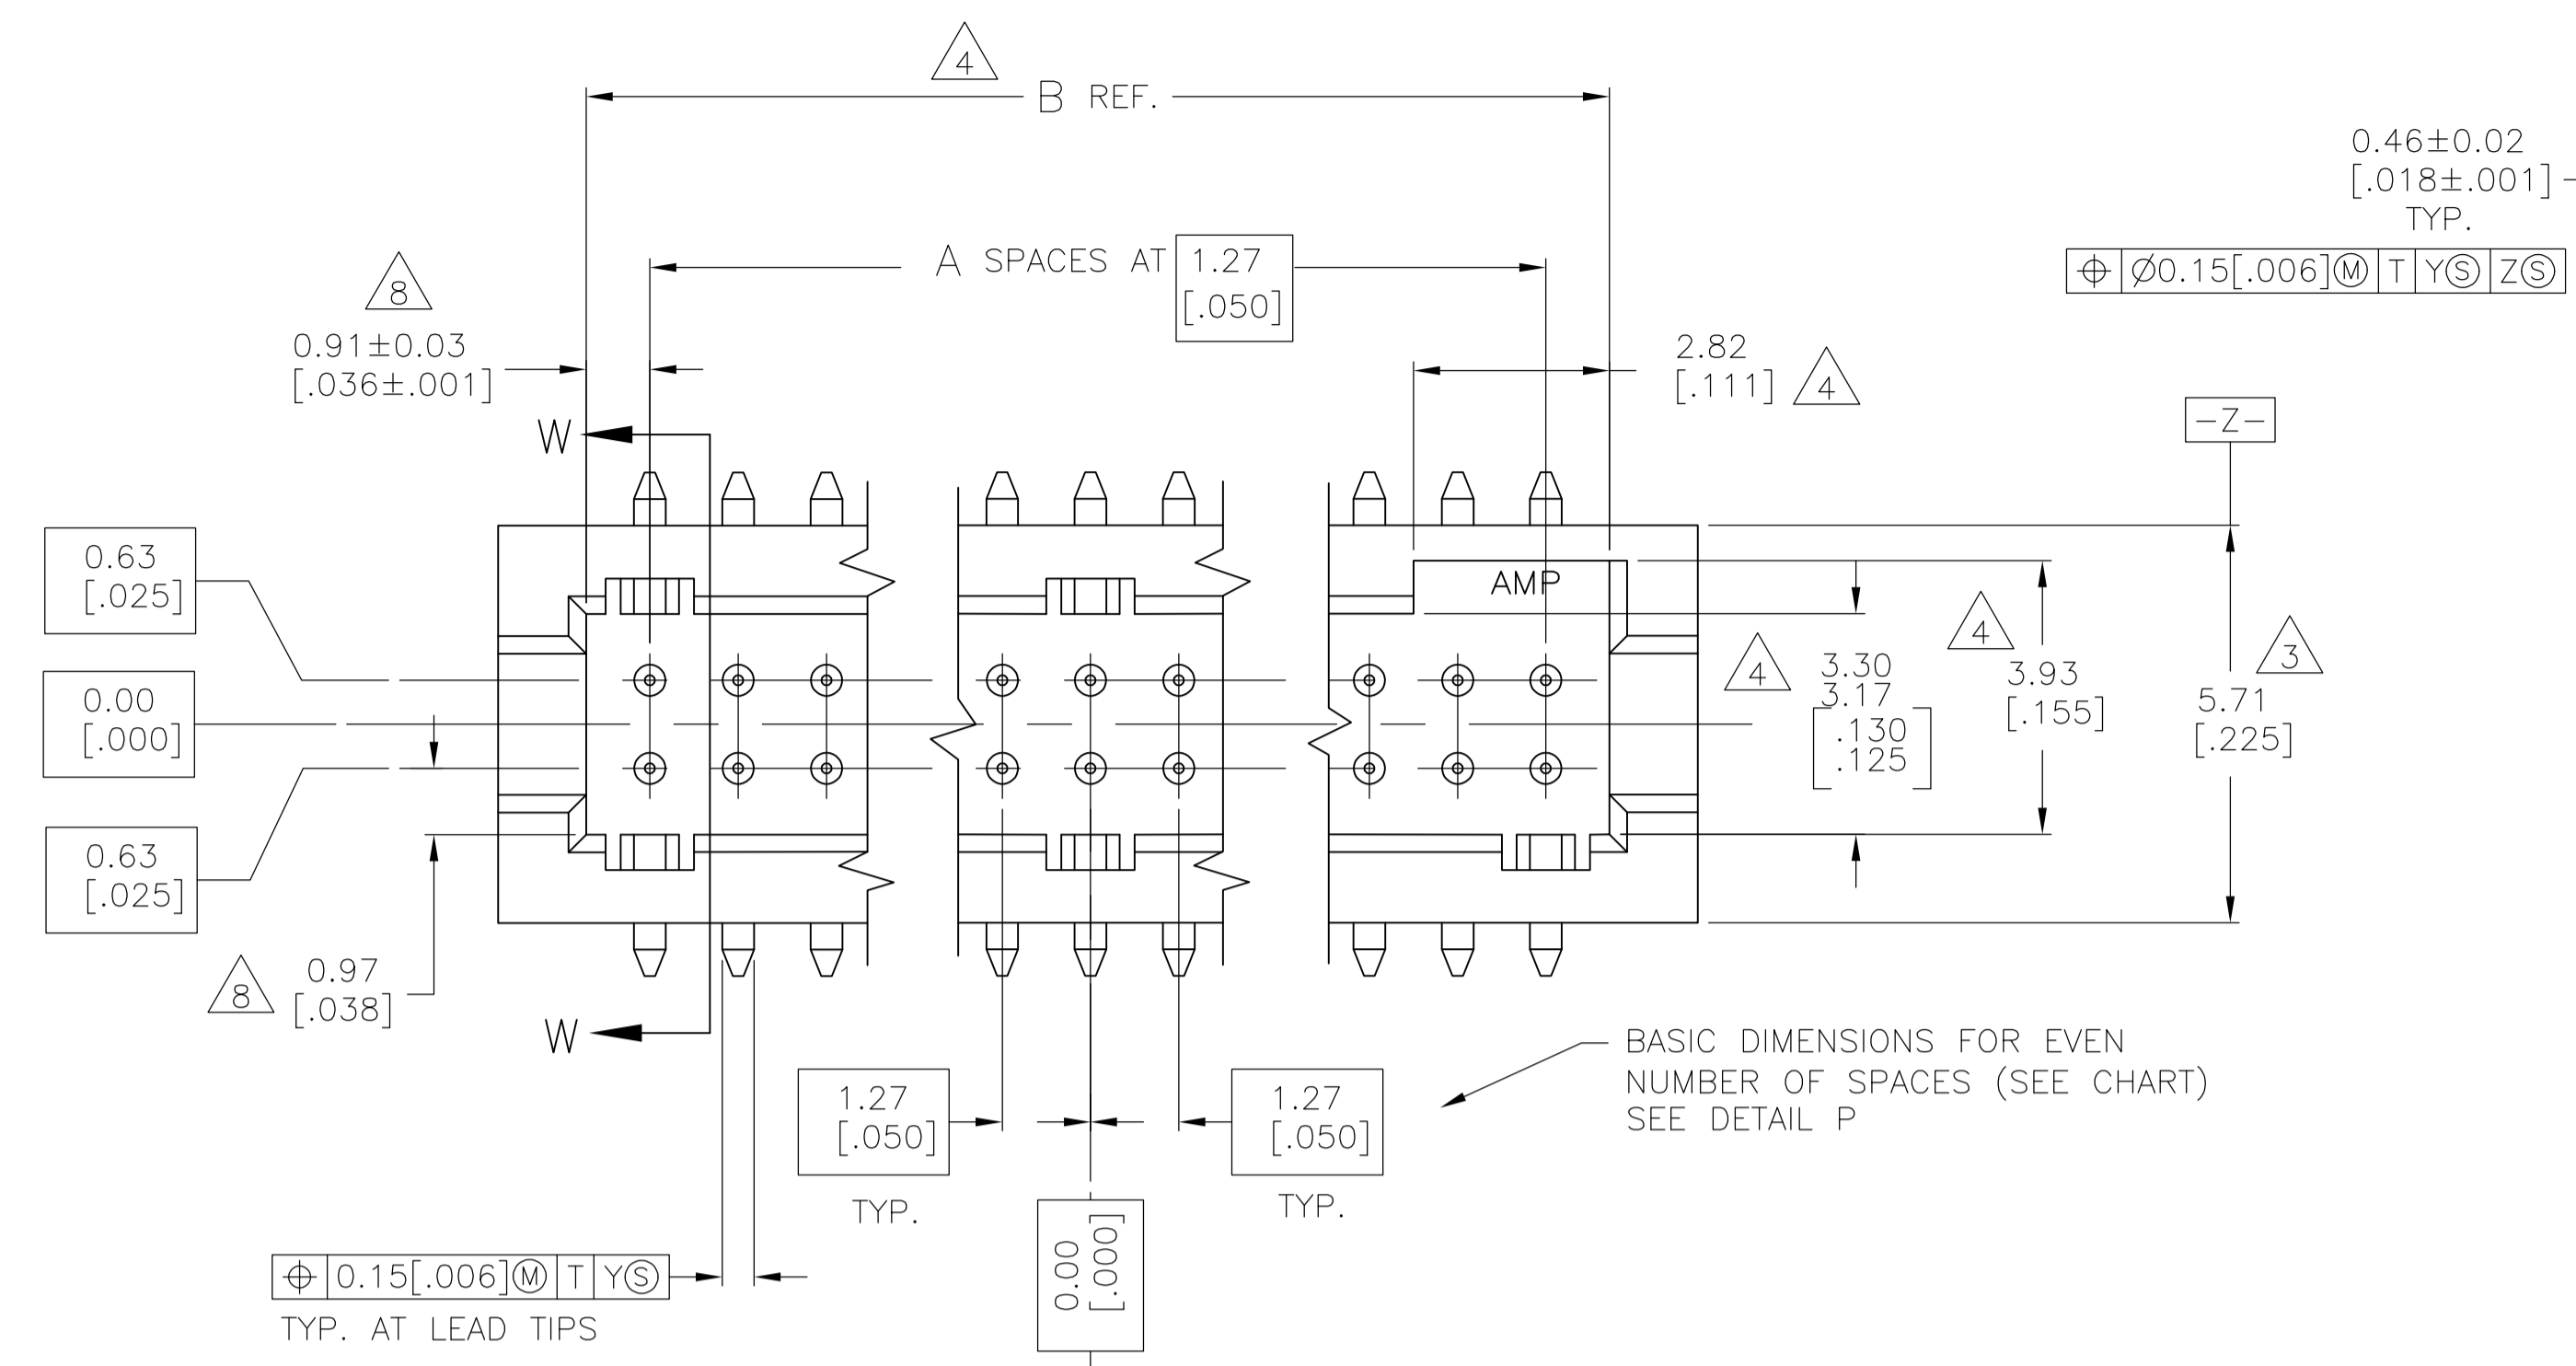 4
B REF.
0.46±0.02
[.018±.001]
TYP.
⌖ Ø0.15[.006]Ⓜ T YⓈ ZⓈ
A SPACES AT 1.27
[.050]
8
0.91±0.03
[.036±.001]
2.82
[.111] 4
-Z-
W
0.63
[.025]
AMP
0.00
[.000]
4
3.30
3.17
[.130
.125]
4
3.93
[.155]
3
5.71
[.225]
0.63
[.025]
8 0.97
[.038]
W
BASIC DIMENSIONS FOR EVEN
NUMBER OF SPACES (SEE CHART)
SEE DETAIL P
1.27
[.050]
TYP.
1.27
[.050]
TYP.
0.00
[.000]
⌖ 0.15[.006]Ⓜ T YⓈ
TYP. AT LEAD TIPS